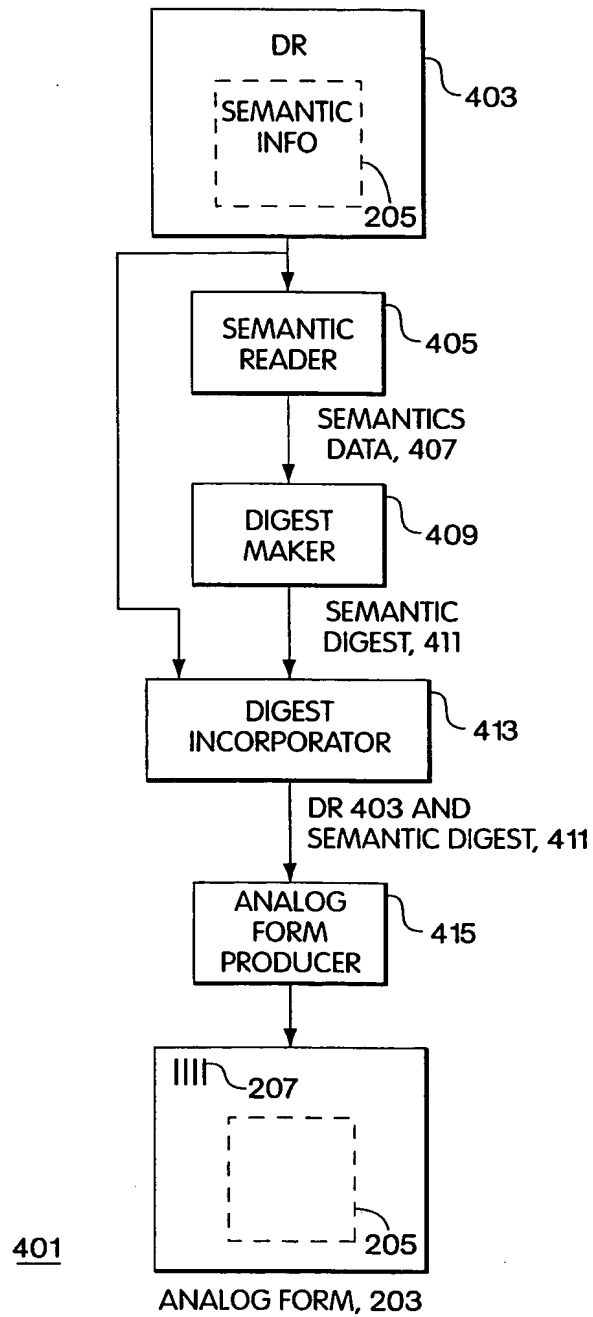 DR
403
SEMANTIC
INFO
205
SEMANTIC
READER
405
SEMANTICS
DATA, 407
DIGEST
MAKER
409
SEMANTIC
DIGEST, 411
DIGEST
INCORPORATOR
413
DR 403 AND
SEMANTIC DIGEST, 411
ANALOG
FORM
PRODUCER
415
207
205
401
ANALOG FORM, 203